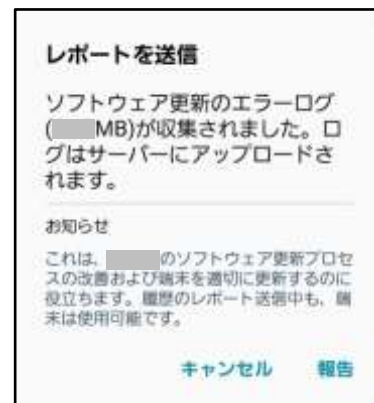 レポートを送信
ソフトウェア更新のエラーログ
( MB)が収集されました。ロ
グはサーバーにアップロードさ
れます。
お知らせ
これは、 のソフトウェア更新プロセ
スの改善および端末を適切に更新するのに
役立ちます。履歴のレポート送信中も、端
末は使用可能です。
キャンセル 報告